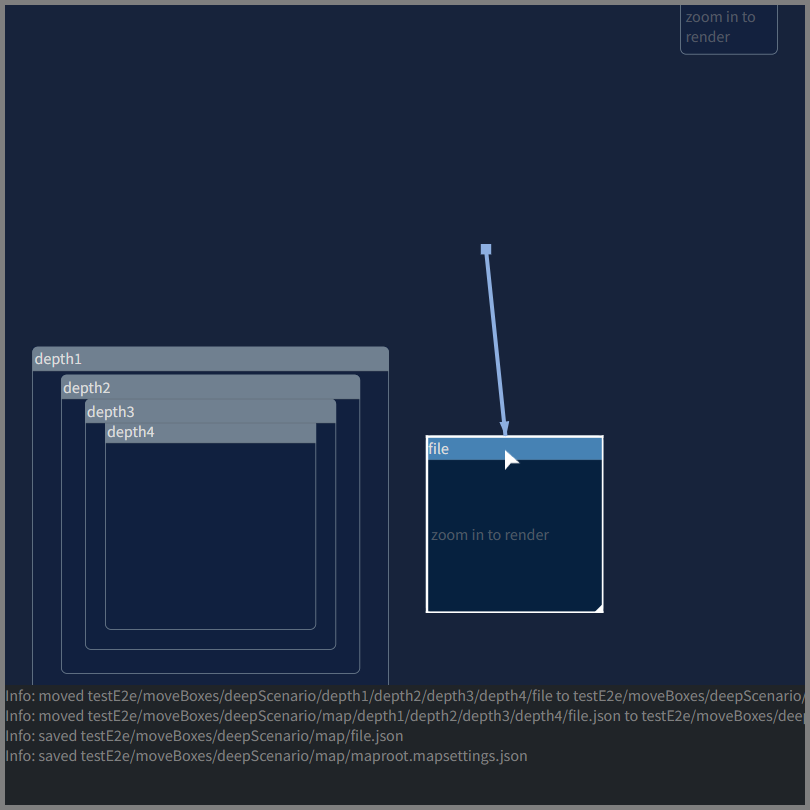 zoom in to
render
depth1
depth2
depth3
depth4
file
zoom in to render
Info: moved testE2e/moveBoxes/deepScenario/depth1/depth2/depth3/depth4/file to testE2e/moveBoxes/deepScenario/
Info: moved testE2e/moveBoxes/deepScenario/map/depth1/depth2/depth3/depth4/file.json to testE2e/moveBoxes/deep
Info: saved testE2e/moveBoxes/deepScenario/map/file.json
Info: saved testE2e/moveBoxes/deepScenario/map/maproot.mapsettings.json